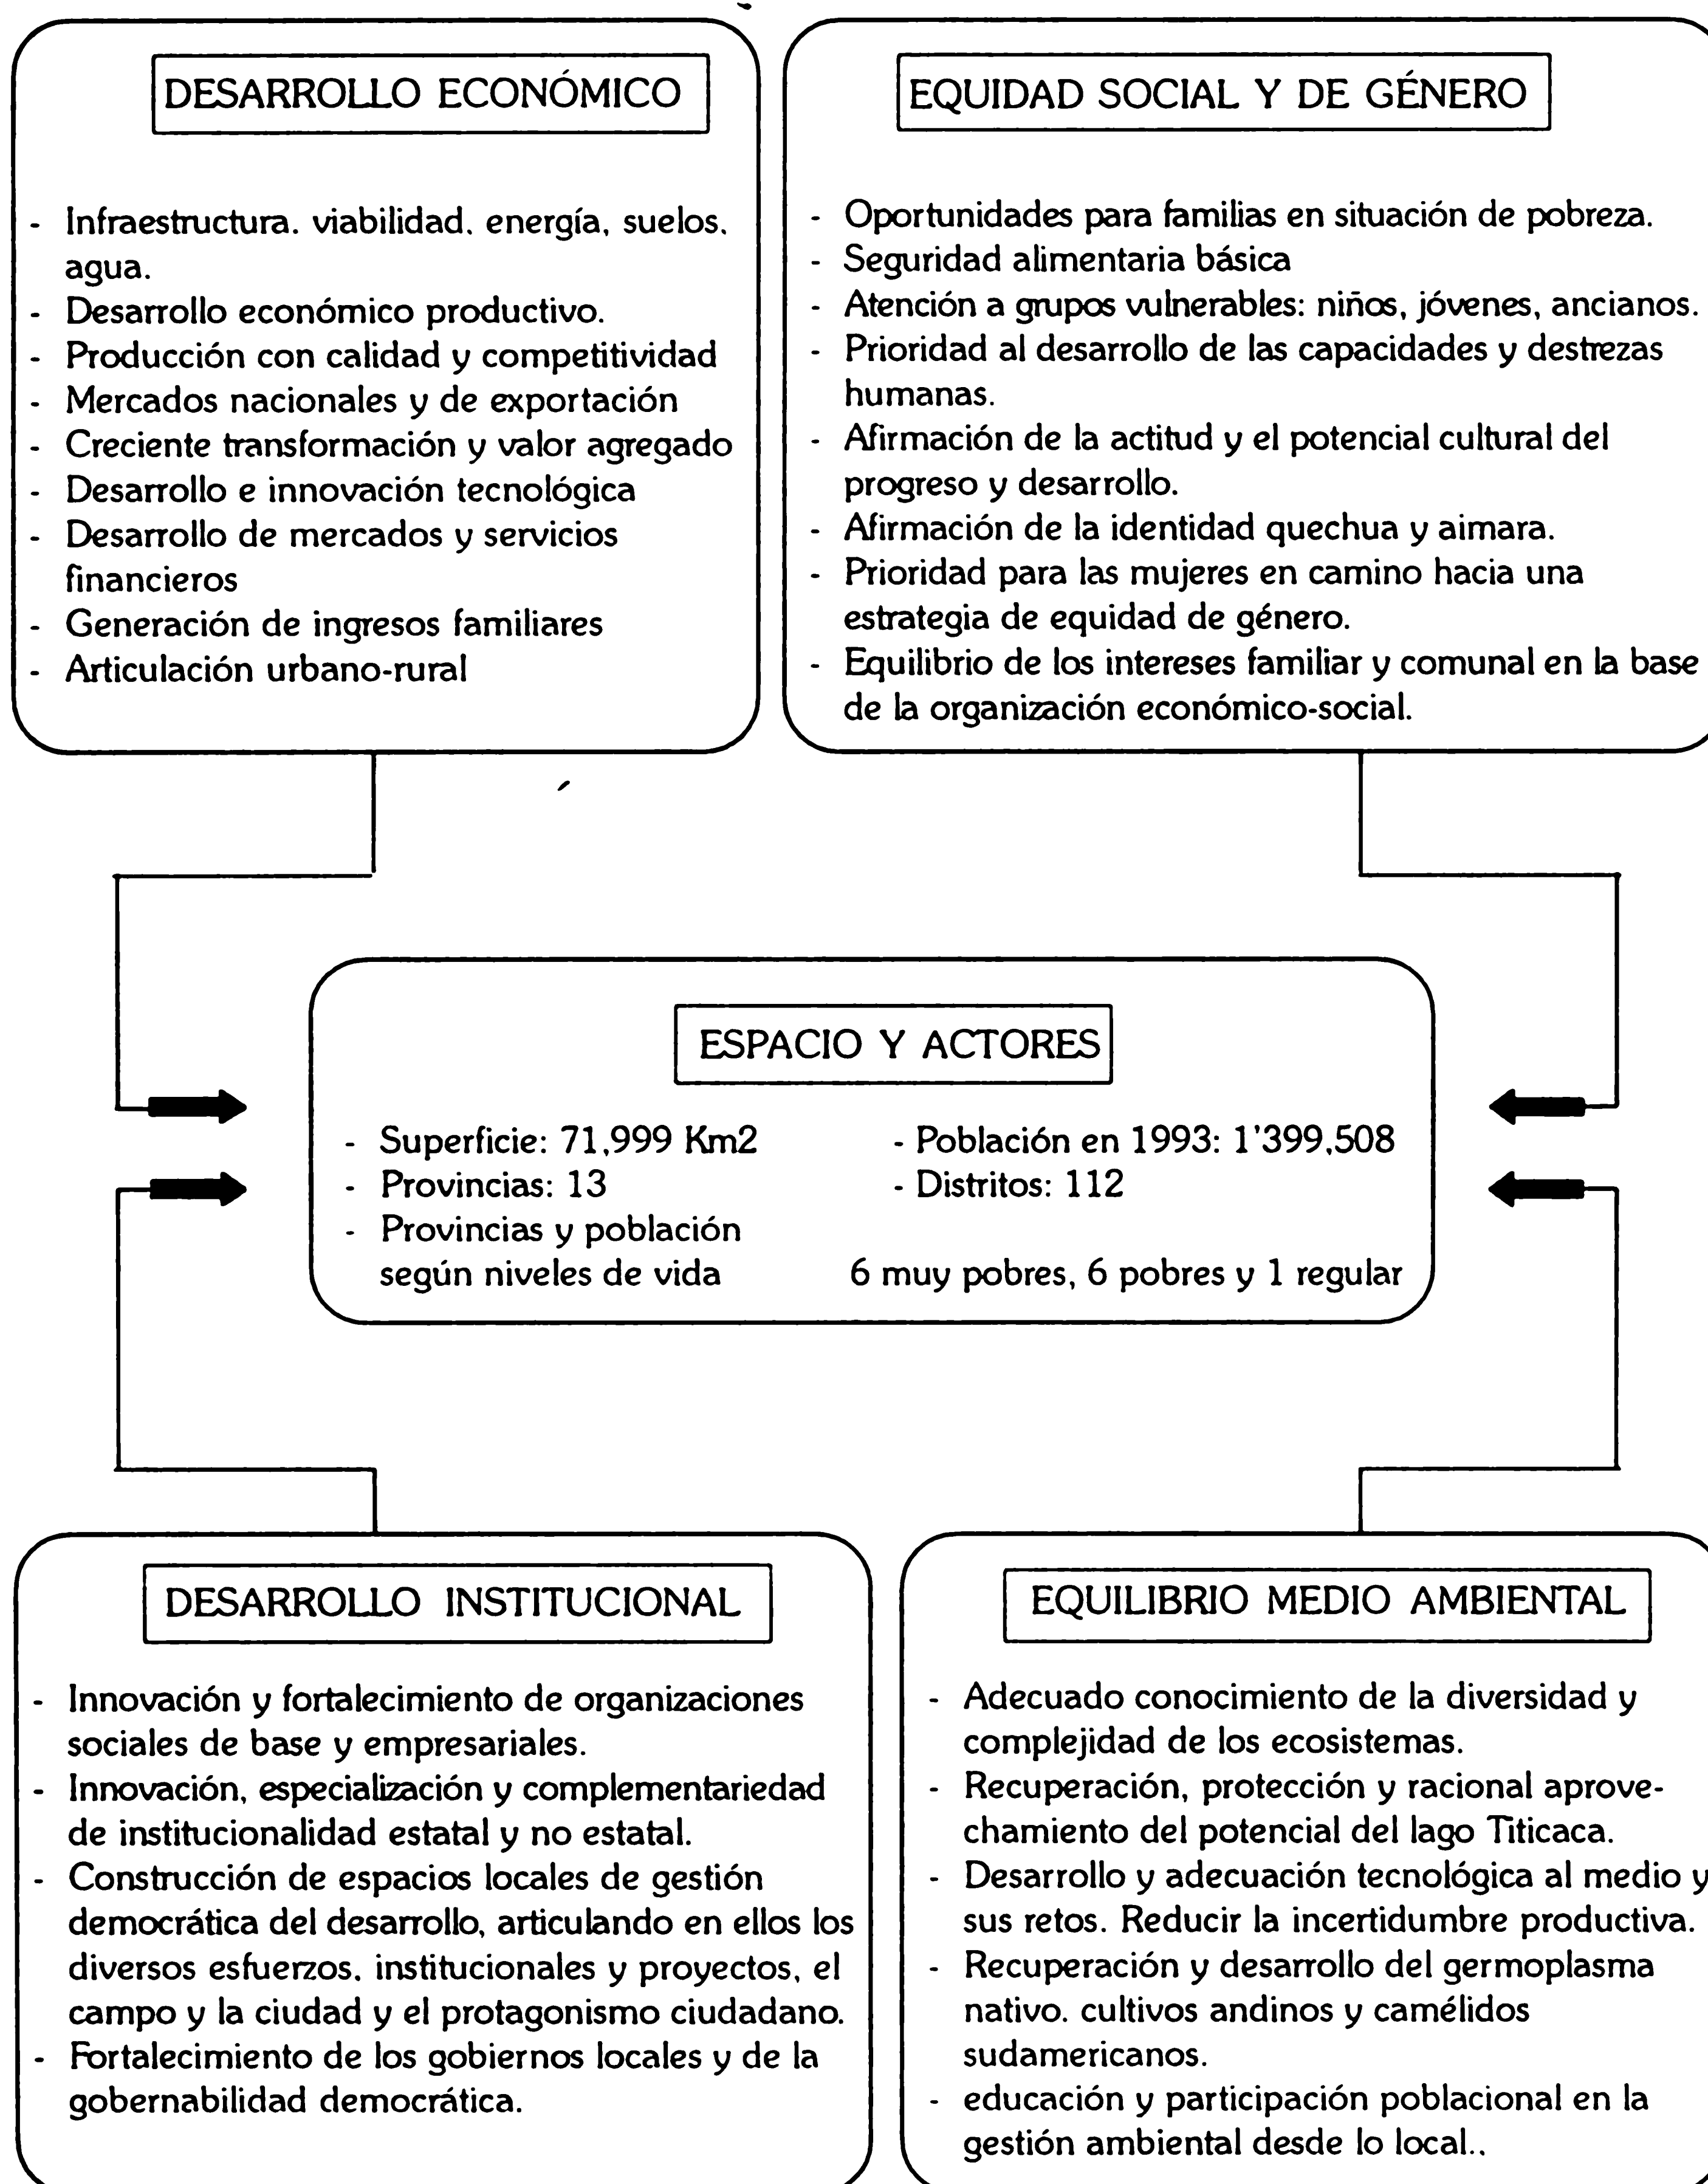 DESARROLLO ECONÓMICO
- Infraestructura. viabilidad. energía, suelos.
agua.
- Desarrollo económico productivo.
- Producción con calidad y competitividad
- Mercados nacionales y de exportación
- Creciente transformación y valor agregado
- Desarrollo e innovación tecnológica
- Desarrollo de mercados y servicios
financieros
- Generación de ingresos familiares
- Articulación urbano-rural
EQUIDAD SOCIAL Y DE GÉNERO
- Oportunidades para familias en situación de pobreza.
- Seguridad alimentaria básica
- Atención a grupos vulnerables: niños, jóvenes, ancianos.
- Prioridad al desarrollo de las capacidades y destrezas
humanas.
- Afirmación de la actitud y el potencial cultural del
progreso y desarrollo.
- Afirmación de la identidad quechua y aimara.
- Prioridad para las mujeres en camino hacia una
estrategia de equidad de género.
- Equilibrio de los intereses familiar y comunal en la base
de la organización económico-social.
ESPACIO Y ACTORES
- Superficie: 71,999 Km2 - Población en 1993: 1'399,508
- Provincias: 13 - Distritos: 112
- Provincias y población
según niveles de vida 6 muy pobres, 6 pobres y 1 regular
DESARROLLO INSTITUCIONAL
- Innovación y fortalecimiento de organizaciones
sociales de base y empresariales.
- Innovación, especialización y complementariedad
de institucionalidad estatal y no estatal.
- Construcción de espacios locales de gestión
democrática del desarrollo, articulando en ellos los
diversos esfuerzos. institucionales y proyectos, el
campo y la ciudad y el protagonismo ciudadano.
- Fortalecimiento de los gobiernos locales y de la
gobernabilidad democrática.
EQUILIBRIO MEDIO AMBIENTAL
- Adecuado conocimiento de la diversidad y
complejidad de los ecosistemas.
- Recuperación, protección y racional aprove-
chamiento del potencial del lago Titicaca.
- Desarrollo y adecuación tecnológica al medio y
sus retos. Reducir la incertidumbre productiva.
- Recuperación y desarrollo del germoplasma
nativo. cultivos andinos y camélidos
sudamericanos.
- educación y participación poblacional en la
gestión ambiental desde lo local..